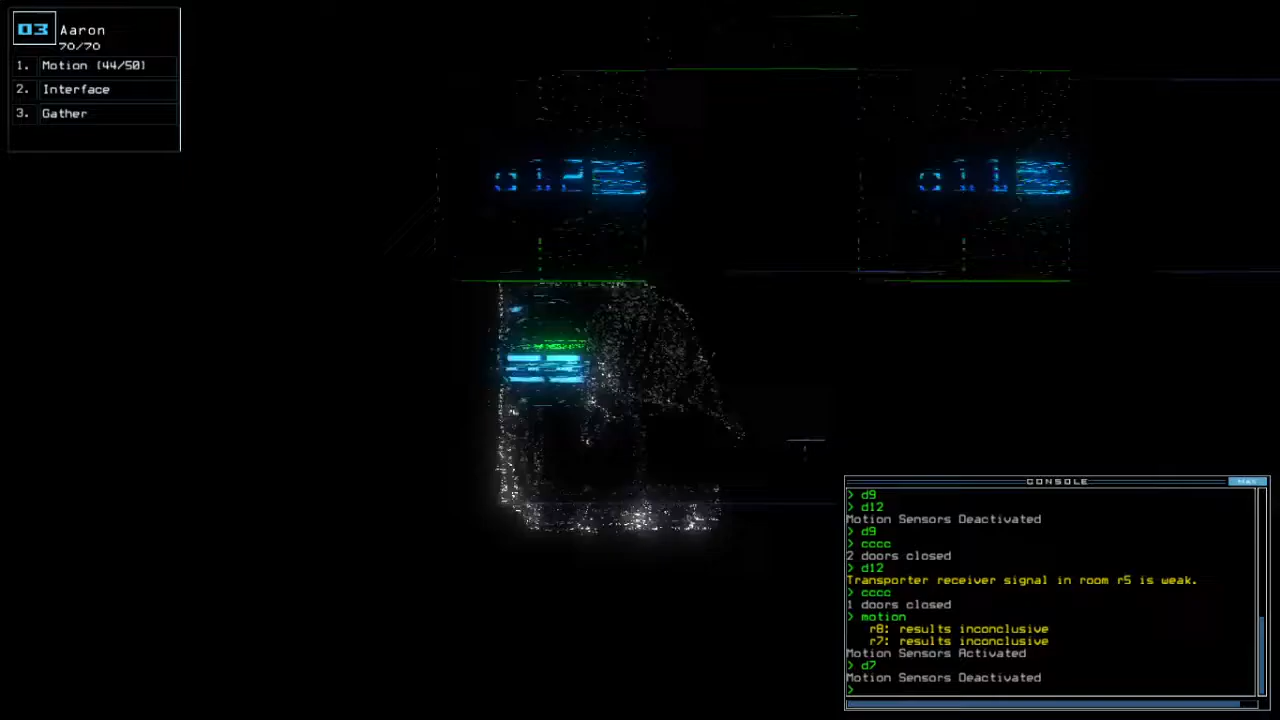 03 Aaron
70/70
1. Motion [44/50]
2. Interface
3. Gather
CONSOLE
> d9
> d12
Motion Sensors Deactivated
> d9
> cccc
2 doors closed
> d12
Transporter receiver signal in room r5 is weak.
> cccc
1 doors closed
> motion
r8: results inconclusive
r7: results inconclusive
Motion Sensors Activated
> d7
Motion Sensors Deactivated
>